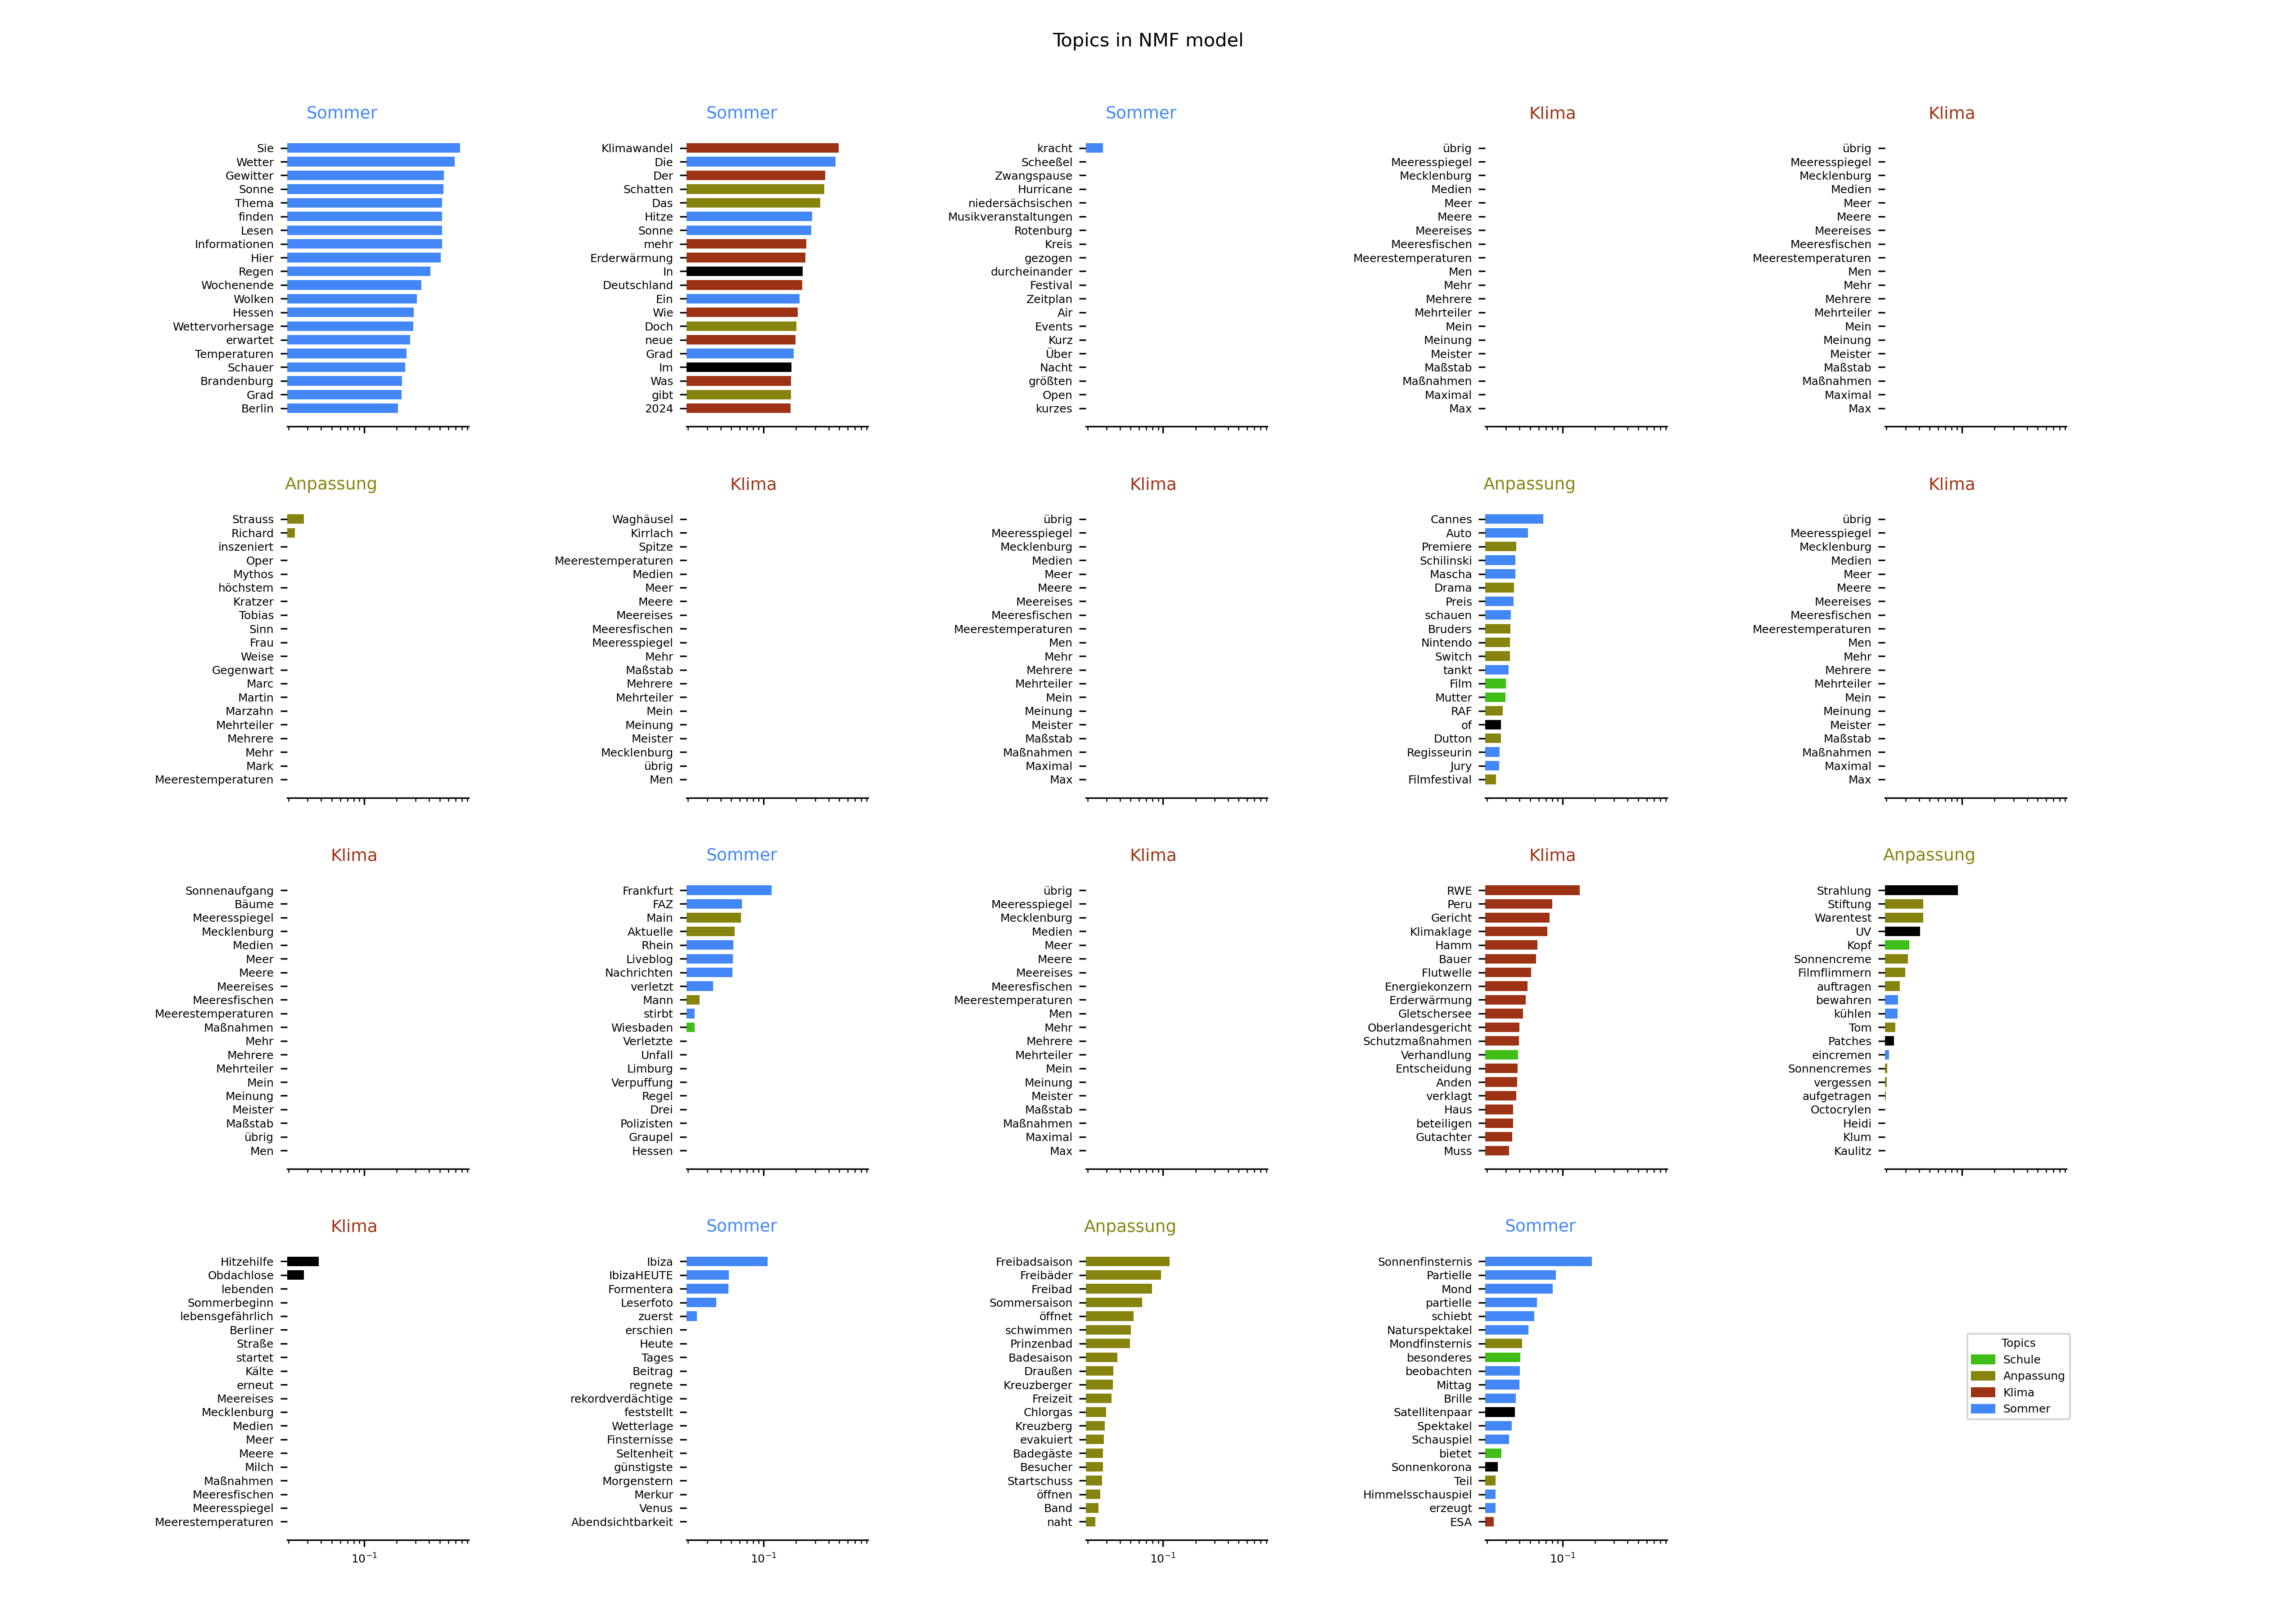 Topics in NMF model
Sommer
Sie
Wetter
Gewitter
Sonne
Thema
finden
Lesen
Informationen
Hier
Regen
Wochenende
Wolken
Hessen
Wettervorhersage
erwartet
Temperaturen
Schauer
Brandenburg
Grad
Berlin
Sommer
Klimawandel
Die
Der
Schatten
Das
Hitze
Sonne
mehr
Erderwärmung
In
Deutschland
Ein
Wie
Doch
neue
Grad
Im
Was
gibt
2024
Sommer
kracht
Scheeßel
Zwangspause
Hurricane
niedersächsischen
Musikveranstaltungen
Rotenburg
Kreis
gezogen
durcheinander
Festival
Zeitplan
Air
Events
Kurz
Über
Nacht
größten
Open
kurzes
Klima
übrig
Meeresspiegel
Mecklenburg
Medien
Meer
Meere
Meereises
Meeresfischen
Meerestemperaturen
Men
Mehr
Mehrere
Mehrteiler
Mein
Meinung
Meister
Maßstab
Maßnahmen
Maximal
Max
Klima
übrig
Meeresspiegel
Mecklenburg
Medien
Meer
Meere
Meereises
Meeresfischen
Meerestemperaturen
Men
Mehr
Mehrere
Mehrteiler
Mein
Meinung
Meister
Maßstab
Maßnahmen
Maximal
Max
Anpassung
Strauss
Richard
inszeniert
Oper
Mythos
höchstem
Kratzer
Tobias
Sinn
Frau
Weise
Gegenwart
Marc
Martin
Marzahn
Mehrteiler
Mehrere
Mehr
Mark
Meerestemperaturen
Klima
Waghäusel
Kirrlach
Spitze
Meerestemperaturen
Medien
Meer
Meere
Meereises
Meeresfischen
Meeresspiegel
Mehr
Maßstab
Mehrere
Mehrteiler
Mein
Meinung
Meister
Mecklenburg
übrig
Men
Klima
übrig
Meeresspiegel
Mecklenburg
Medien
Meer
Meere
Meereises
Meeresfischen
Meerestemperaturen
Men
Mehr
Mehrere
Mehrteiler
Mein
Meinung
Meister
Maßstab
Maßnahmen
Maximal
Max
Anpassung
Cannes
Auto
Premiere
Schilinski
Mascha
Drama
Preis
schauen
Bruders
Nintendo
Switch
tankt
Film
Mutter
RAF
of
Dutton
Regisseurin
Jury
Filmfestival
Klima
übrig
Meeresspiegel
Mecklenburg
Medien
Meer
Meere
Meereises
Meeresfischen
Meerestemperaturen
Men
Mehr
Mehrere
Mehrteiler
Mein
Meinung
Meister
Maßstab
Maßnahmen
Maximal
Max
Klima
Sonnenaufgang
Bäume
Meeresspiegel
Mecklenburg
Medien
Meer
Meere
Meereises
Meeresfischen
Meerestemperaturen
Maßnahmen
Mehr
Mehrere
Mehrteiler
Mein
Meinung
Meister
Maßstab
übrig
Men
Sommer
Frankfurt
FAZ
Main
Aktuelle
Rhein
Liveblog
Nachrichten
verletzt
Mann
stirbt
Wiesbaden
Verletzte
Unfall
Limburg
Verpuffung
Regel
Drei
Polizisten
Graupel
Hessen
Klima
übrig
Meeresspiegel
Mecklenburg
Medien
Meer
Meere
Meereises
Meeresfischen
Meerestemperaturen
Men
Mehr
Mehrere
Mehrteiler
Mein
Meinung
Meister
Maßstab
Maßnahmen
Maximal
Max
Klima
RWE
Peru
Gericht
Klimaklage
Hamm
Bauer
Flutwelle
Energiekonzern
Erderwärmung
Gletschersee
Oberlandesgericht
Schutzmaßnahmen
Verhandlung
Entscheidung
Anden
verklagt
Haus
beteiligen
Gutachter
Muss
Anpassung
Strahlung
Stiftung
Warentest
UV
Kopf
Sonnencreme
Filmflimmern
auftragen
bewahren
kühlen
Tom
Patches
eincremen
Sonnencremes
vergessen
aufgetragen
Octocrylen
Heidi
Klum
Kaulitz
Klima
Hitzehilfe
Obdachlose
lebenden
Sommerbeginn
lebensgefährlich
Berliner
Straße
startet
Kälte
erneut
Meereises
Mecklenburg
Medien
Meer
Meere
Milch
Maßnahmen
Meeresfischen
Meeresspiegel
Meerestemperaturen
10⁻¹
Sommer
Ibiza
IbizaHEUTE
Formentera
Leserfoto
zuerst
erschien
Heute
Tages
Beitrag
regnete
rekordverdächtige
feststellt
Wetterlage
Finsternisse
Seltenheit
günstigste
Morgenstern
Merkur
Venus
Abendsichtbarkeit
10⁻¹
Anpassung
Freibadsaison
Freibäder
Freibad
Sommersaison
öffnet
schwimmen
Prinzenbad
Badesaison
Draußen
Kreuzberger
Freizeit
Chlorgas
Kreuzberg
evakuiert
Badegäste
Besucher
Startschuss
öffnen
Band
naht
10⁻¹
Sommer
Sonnenfinsternis
Partielle
Mond
partielle
schiebt
Naturspektakel
Mondfinsternis
besonderes
beobachten
Mittag
Brille
Satellitenpaar
Spektakel
Schauspiel
bietet
Sonnenkorona
Teil
Himmelsschauspiel
erzeugt
ESA
10⁻¹
Topics
Schule
Anpassung
Klima
Sommer